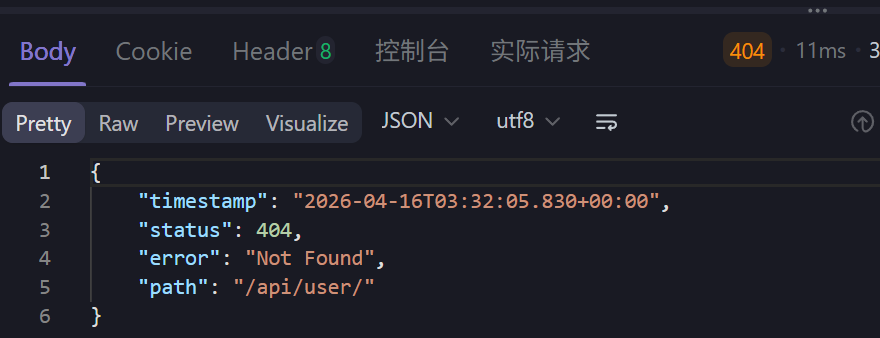 Body Cookie Header 8 控制台 实际请求 404 · 11ms · 3
Pretty Raw Preview Visualize JSON utf8
1 {
2 "timestamp": "2026-04-16T03:32:05.830+00:00",
3 "status": 404,
4 "error": "Not Found",
5 "path": "/api/user/"
6 }